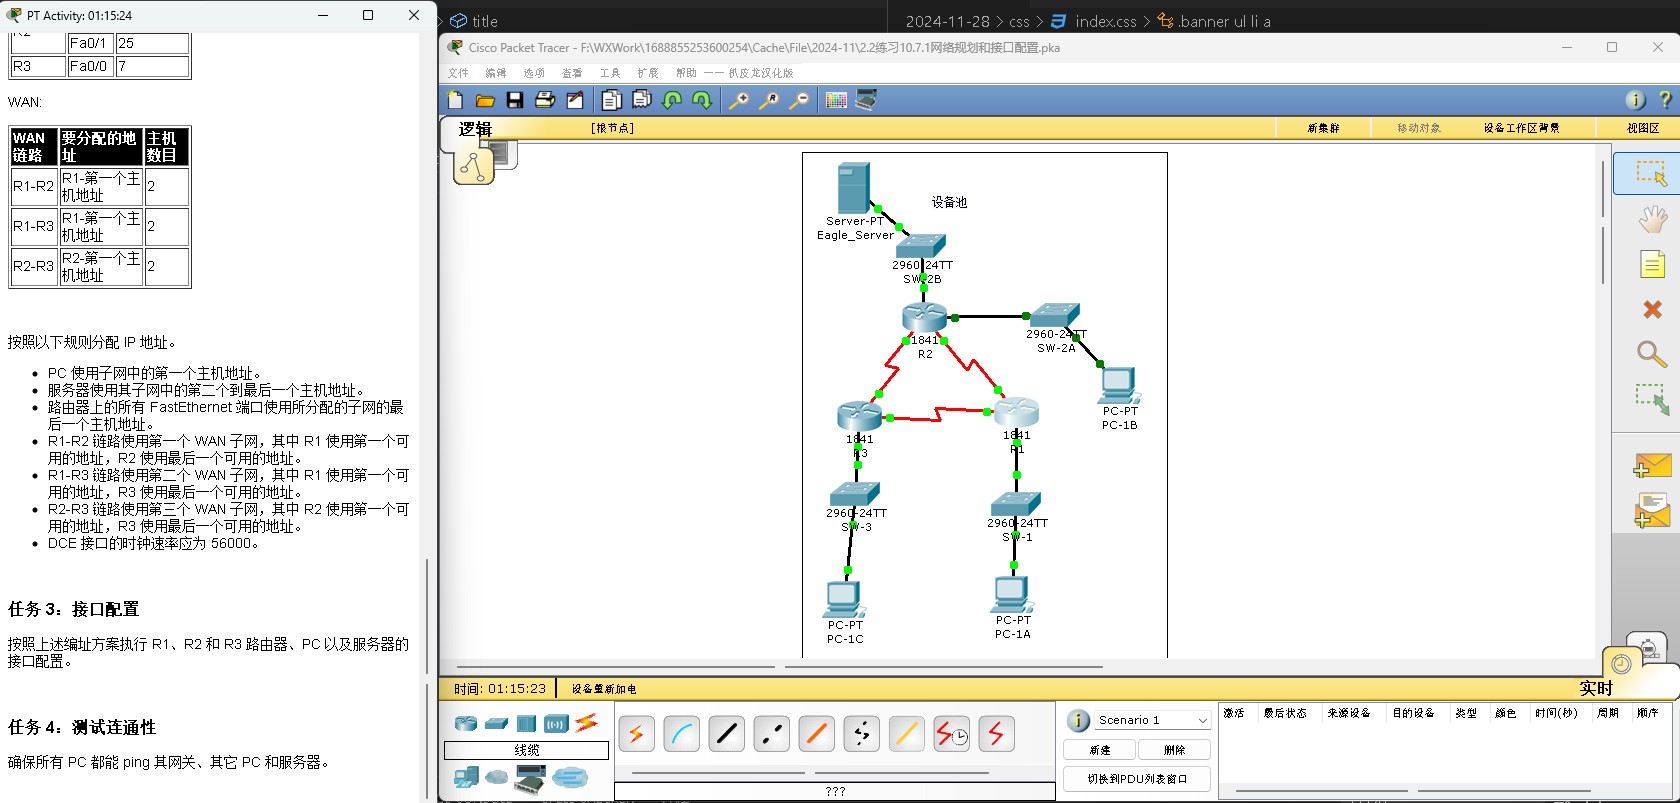 PT Activity: 01:15:24
Fa0/1 25
R3 Fa0/0 7
WAN:
WAN 链路 要分配的地址 主机数目
R1-R2 R1-第一个主机地址 2
R1-R3 R1-第一个主机地址 2
R2-R3 R2-第一个主机地址 2
按照以下规则分配 IP 地址。
PC 使用子网中的第一个主机地址。
服务器使用其子网中的第二个到最后一个主机地址。
路由器上的所有 FastEthernet 端口使用所分配的子网的最
后一个主机地址。
R1-R2 链路使用第一个 WAN 子网，其中 R1 使用第一个可
用的地址，R2 使用最后一个可用的地址。
R1-R3 链路使用第二个 WAN 子网，其中 R1 使用第一个可
用的地址，R3 使用最后一个可用的地址。
R2-R3 链路使用第三个 WAN 子网，其中 R2 使用第一个可
用的地址，R3 使用最后一个可用的地址。
DCE 接口的时钟速率应为 56000。
任务 3：接口配置
按照上述编址方案执行 R1、R2 和 R3 路由器、PC 以及服务器的
接口配置。
任务 4：测试连通性
确保所有 PC 都能 ping 其网关、其它 PC 和服务器。
title
2024-11-28 > css > index.css > .banner ul li a
Cisco Packet Tracer - F:\WXWork\1688855253600254\Cache\File\2024-11\2.2练习10.7.1网络规划和接口配置.pka
文件 编辑 选项 查看 工具 扩展 帮助 —— 机皮龙汉化版
逻辑 [根节点] 新集群 移动对象 设备工作区背景 视图区
设备池
Server-PT
Eagle_Server
2960-24TT
SW-2B
1841
R2
2960-24TT
SW-2A
PC-PT
PC-1B
1841
R3
1841
R1
2960-24TT
SW-3
2960-24TT
SW-1
PC-PT
PC-1C
PC-PT
PC-1A
时间: 01:15:23 设备重新加电
实时
线缆
???
Scenario 1
新建 删除
切换到PDU列表窗口
激活 最后状态 来源设备 目的设备 类型 颜色 时间(秒) 周期 顺序